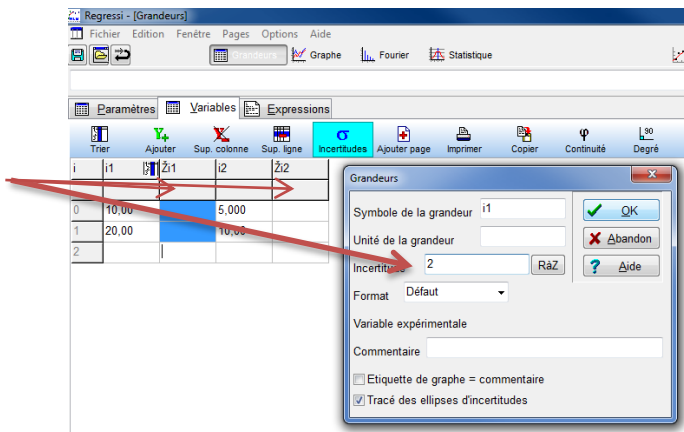 Regressi - [Grandeurs]
Fichier Edition Fenêtre Pages Options Aide
Grandeurs Graphe Fourier Statistique
Paramètres Variables Expressions
Trier Ajouter Sup. colonne Sup. ligne Incertitudes Ajouter page Imprimer Copier Continuité Degré
i i1 Ži1 i2 Ži2
0 10,00 5,000
1 20,00 10,00
2
Grandeurs
Symbole de la grandeur i1
OK
Unité de la grandeur
Abandon
Incertitude 2 RàZ
Aide
Format Défaut
Variable expérimentale
Commentaire
Etiquette de graphe = commentaire
Tracé des ellipses d'incertitudes